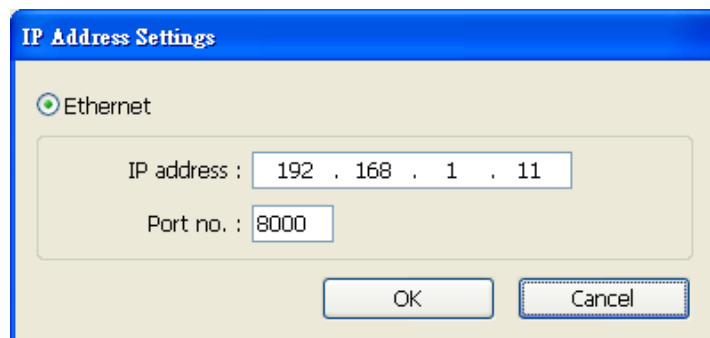 IP Address Settings
Ethernet
IP address : 192 . 168 . 1 . 11
Port no. : 8000
OK Cancel